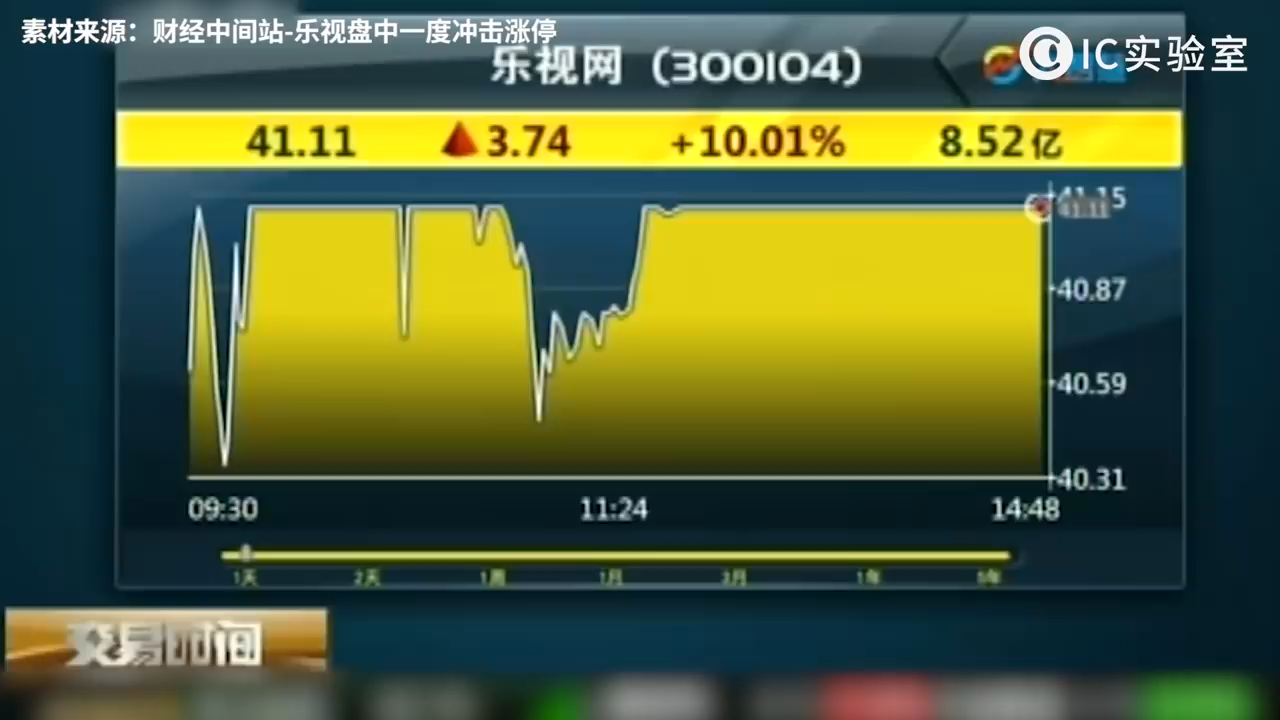 素材来源：财经中间站-乐视盘中一度冲击涨停
IC实验室
乐视网（300104）
41.11 3.74 +10.01% 8.52亿
41.15
41.11
40.87
40.59
40.31
09:30 11:24 14:48
1天 2天 1周 1月 3月 1年 5年
交易时间